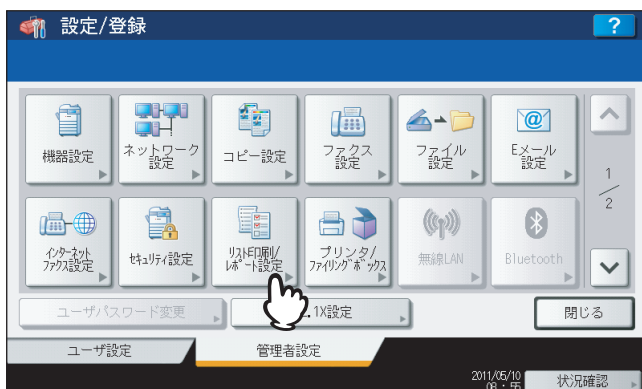 設定/登録
?
機器設定
ネットワーク
設定
コピー設定
ファクス
設定
ファイル
設定
@
Eメール
設定
1
2
インターネット
ファクス設定
セキュリティ設定
リスト印刷/
レポート設定
プリンタ/
ファイリングボックス
無線LAN
Bluetooth
ユーザパスワード変更
.1X設定
閉じる
ユーザ設定
管理者設定
2011/05/10
08:55
状況確認